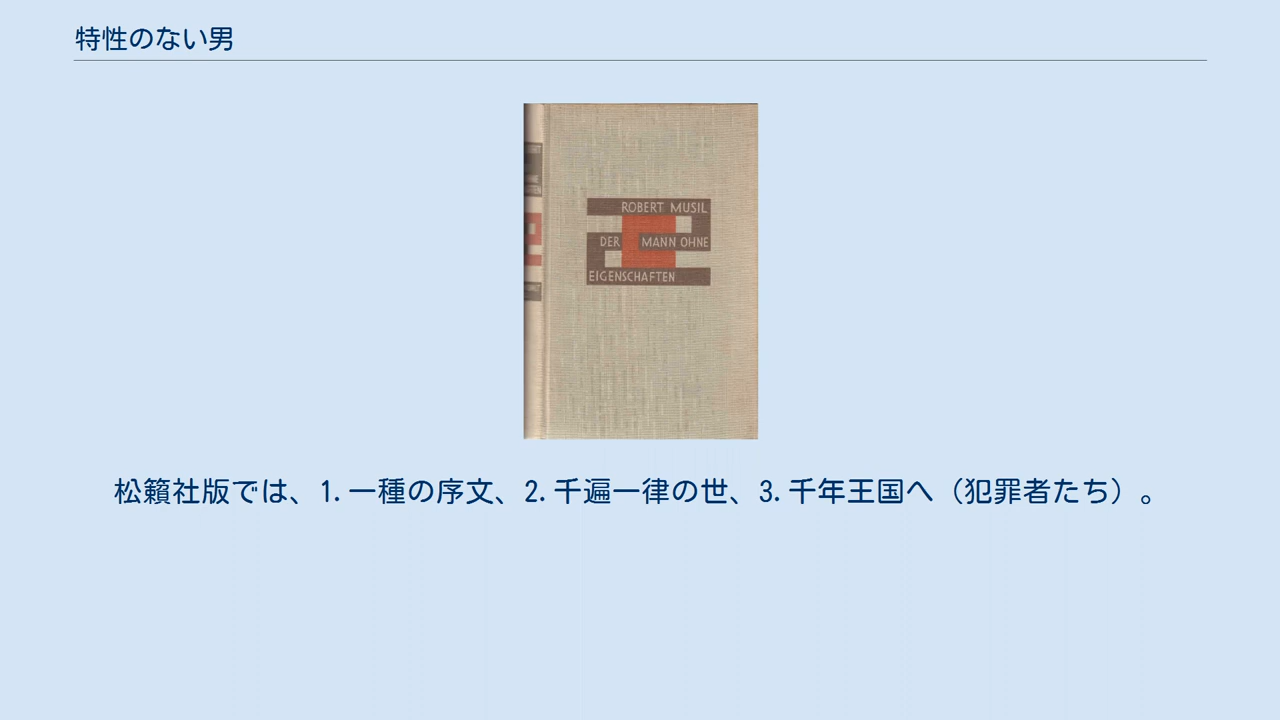 特性のない男
ROBERT MUSIL
DER MANN OHNE
EIGENSCHAFTEN
松籟社版では、1.一種の序文、2.千遍一律の世、3.千年王国へ（犯罪者たち）。